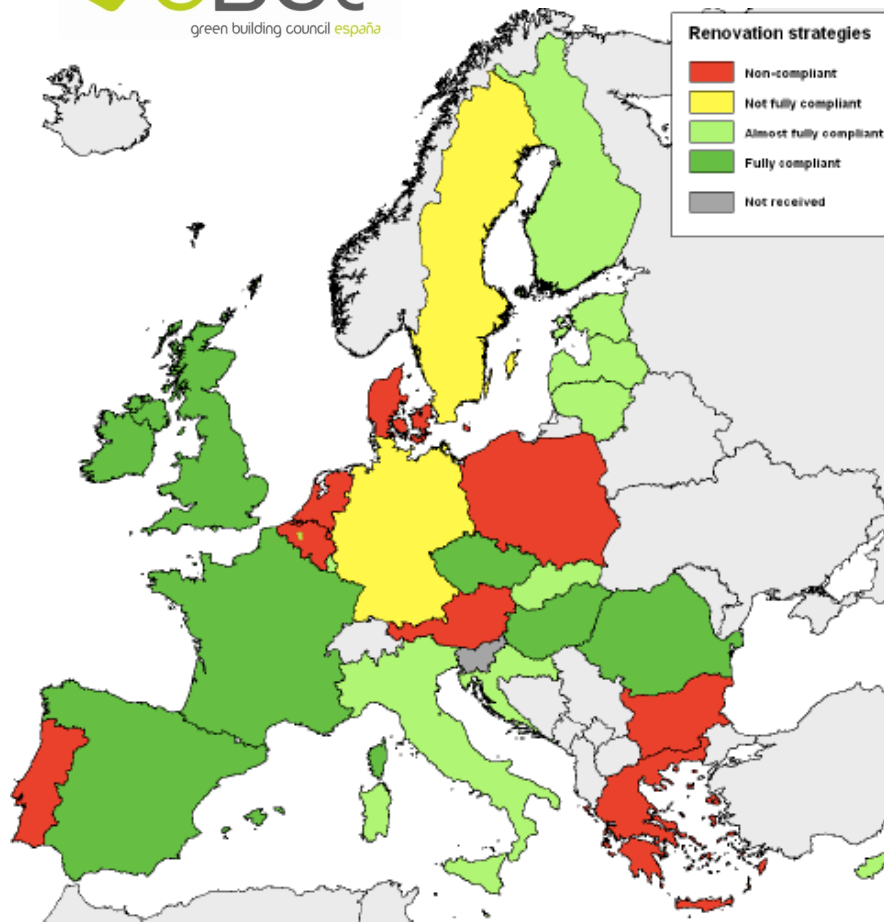 green building council españa
Renovation strategies
Non-compliant
Not fully compliant
Almost fully compliant
Fully compliant
Not received